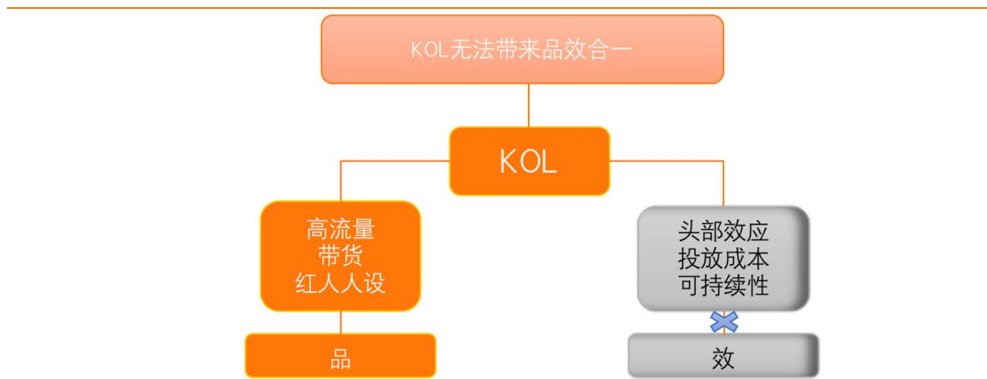 KOL无法带来品效合一
KOL
高流量
带货
红人人设
头部效应
投放成本
可持续性
品
效